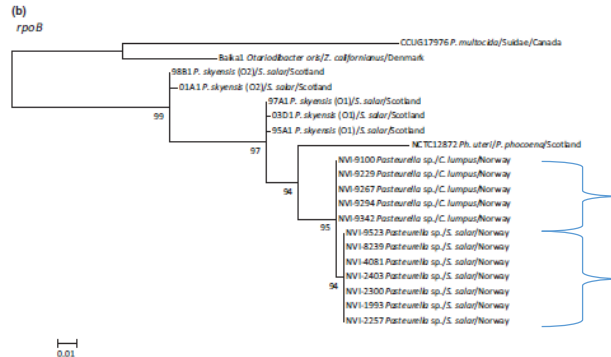 (b)
rpoB
CCUG17976 P. multocida/Suidae/Canada
Baika1 Otariodibacter oris/Z. californianus/Denmark
98B1 P. skyensis (O2)/S. salar/Scotland
01A1 P. skyensis (O2)/S. salar/Scotland
99
97A1 P. skyensis (O1)/S. salar/Scotland
03D1 P. skyensis (O1)/S. salar/Scotland
95A1 P. skyensis (O1)/S. salar/Scotland
97
NCTC12872 Ph. uteri/P. phocoena/Scotland
NVI-9100 Pasteurella sp./C. lumpus/Norway
NVI-9229 Pasteurella sp./C. lumpus/Norway
94
NVI-9267 Pasteurella sp./C. lumpus/Norway
NVI-9294 Pasteurella sp./C. lumpus/Norway
NVI-9342 Pasteurella sp./C. lumpus/Norway
95
NVI-9523 Pasteurella sp./S. salar/Norway
NVI-8239 Pasteurella sp./S. salar/Norway
NVI-4081 Pasteurella sp./S. salar/Norway
94
NVI-2403 Pasteurella sp./S. salar/Norway
NVI-2300 Pasteurella sp./S. salar/Norway
NVI-1993 Pasteurella sp./S. salar/Norway
NVI-2257 Pasteurella sp./S. salar/Norway
0.01